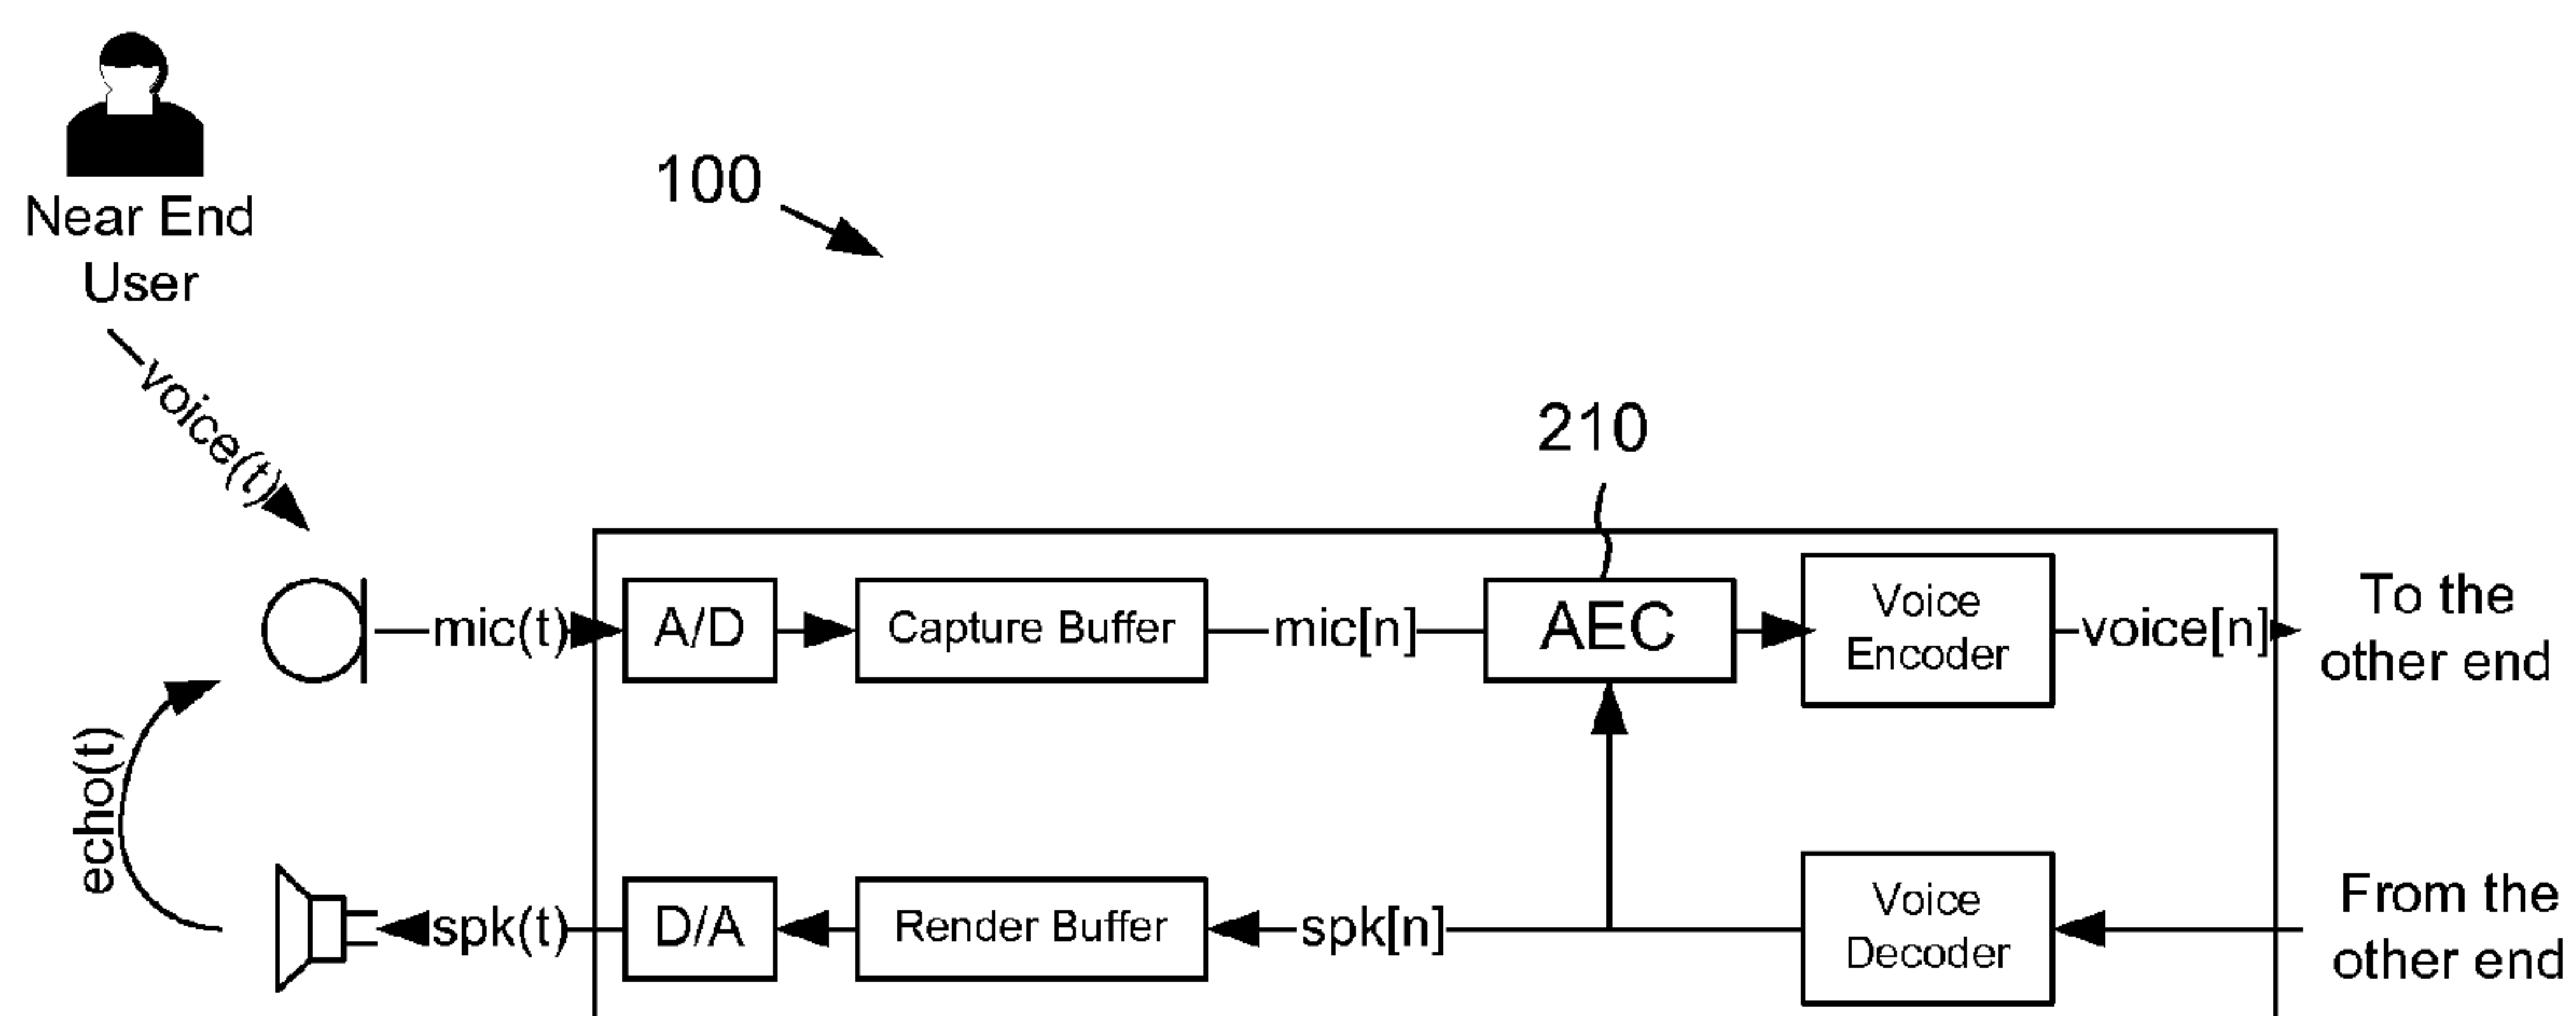 Near End
User
100
voice(t)
210
mic(t)
A/D
Capture Buffer
mic[n]
AEC
Voice
Encoder
voice[n]
To the
other end
echo(t)
spk(t)
D/A
Render Buffer
spk[n]
Voice
Decoder
From the
other end